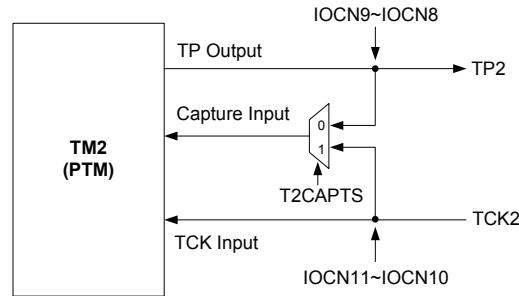 IOCN9~IOCN8
TP Output
TP2
Capture Input
0
1
TM2
(PTM)
T2CAPTS
TCK2
TCK Input
IOCN11~IOCN10